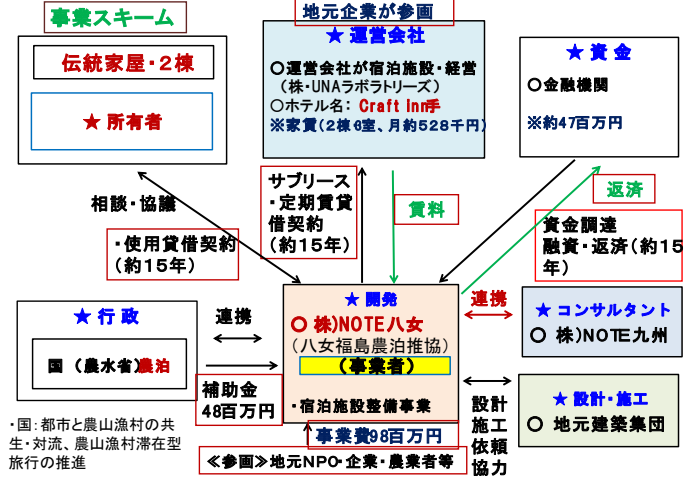 事業スキーム
地元企業が参画
伝統家屋・２棟
★ 所有者
★ 運営会社
○運営会社が宿泊施設・経営
（株・UNAラボラトリーズ）
○ホテル名： Craft Inn手
※家賃（２棟6室、月約５２８千円）
★ 資 金
○金融機関
※約47百万円
相談・協議
・使用貸借契約
（約１５年）
サブリース
・定期賃貸
借契約
（約１５年）
賃料
返済
資金調達
融資・返済（約１５
年）
★ 行政
国 （農水省）農泊
連携
補助金
48百万円
★ 開発
○ 株）NOTE八女
（八女福島農泊推協）
（事業者）
・宿泊施設整備事業
連携
★ コンサルタント
○ 株）NOTE九州
設計
施工
依頼
協力
★ 設計・施工
○ 地元建築集団
・国：都市と農山漁村の共
生・対流、農山漁村滞在型
旅行の推進
事業費９８百万円
≪参画≫地元NPO・企業・農業者等